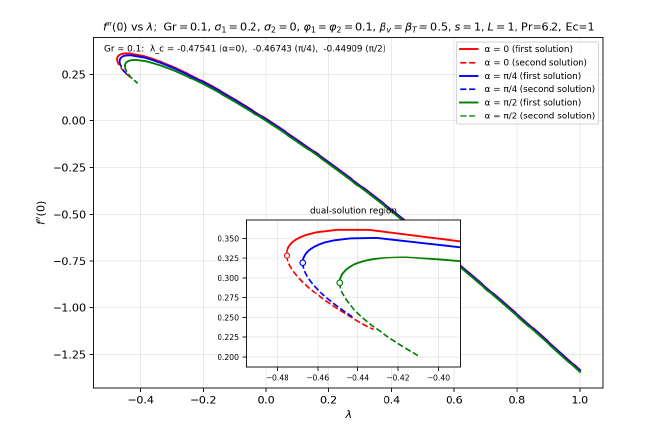 f''(0) vs λ; Gr = 0.1, σ1 = 0.2, σ2 = 0, φ1 = φ2 = 0.1, βv = βT = 0.5, s = 1, L = 1, Pr=6.2, Ec=1
Gr = 0.1: λ_c = -0.47541 (α=0), -0.46743 (π/4), -0.44909 (π/2)
α = 0 (first solution)
α = 0 (second solution)
α = π/4 (first solution)
α = π/4 (second solution)
α = π/2 (first solution)
α = π/2 (second solution)
0.25
0.00
−0.25
−0.50
−0.75
−1.00
−1.25
f''(0)
dual-solution region
0.350
0.325
0.300
0.275
0.250
0.225
0.200
−0.48 −0.46 −0.44 −0.42 −0.40
−0.4 −0.2 0.0 0.2 0.4 0.6 0.8 1.0
λ